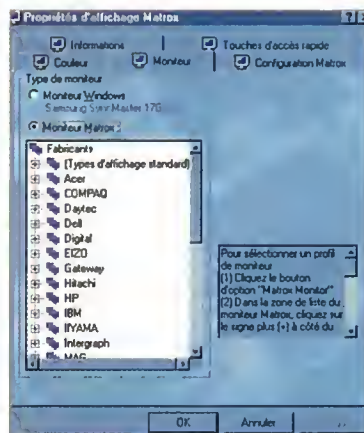 Propriétés d'affichage Matrox
Informations
Touches d'accès rapide
Couleur
Moniteur
Configuration Matrox
Type de moniteur
Moniteur Windows
Samsung SyncMaster 17G
Moniteur Matrox :
Fabricants
(Types d'affichage standard)
Acer
COMPAQ
Daytec
Dell
Digital
EIZO
Gateway
Hitachi
HP
IBM
IIYAMA
Intergraph
MAG
Pour sélectionner un profil
de moniteur
(1) Cliquez le bouton
d'option "Matrox Monitor"
(2) Dans la zone de liste du
moniteur Matrox, cliquez sur
le signe plus (+) à côté du
OK
Annuler
>>